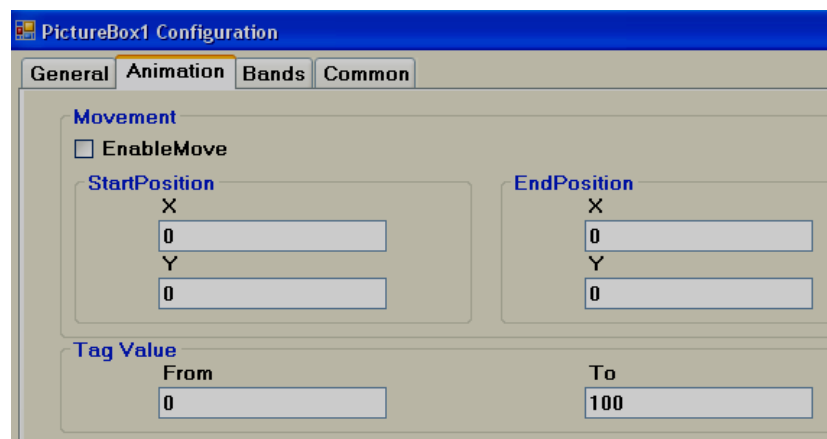 PictureBox1 Configuration
General Animation Bands Common
Movement
EnableMove
StartPosition EndPosition
X X
0 0
Y Y
0 0
Tag Value
From To
0 100